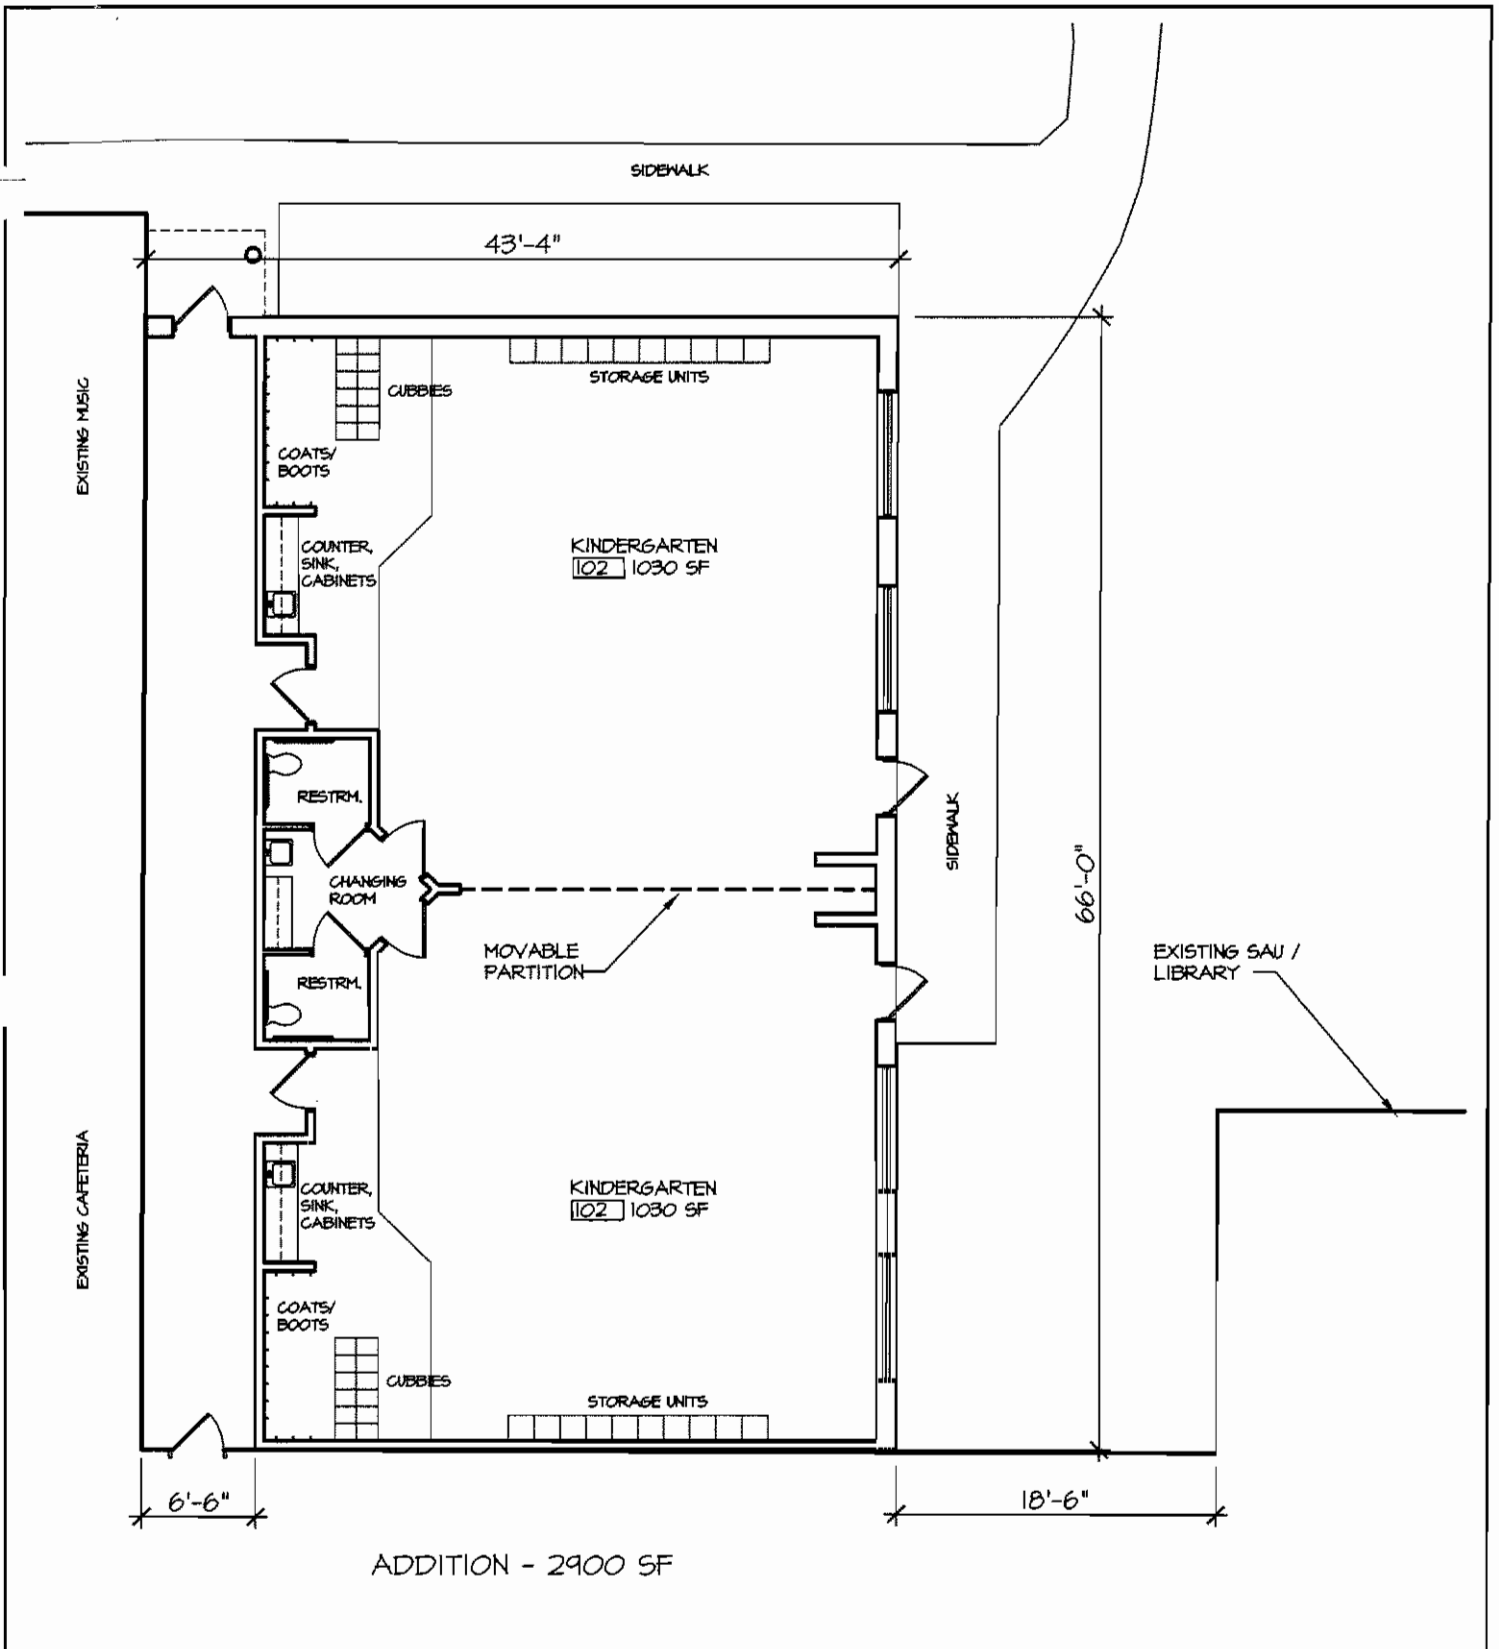 SIDEWALK
43'-4"
EXISTING MUSIC
STORAGE UNITS
CUBBIES
COATS/
BOOTS
COUNTER,
SINK,
CABINETS
KINDERGARTEN
102 1030 SF
RESTRM.
CHANGING
ROOM
SIDEWALK
66'-0"
MOVABLE
PARTITION
EXISTING SAU /
LIBRARY
RESTRM.
EXISTING CAFETERIA
COUNTER,
SINK,
CABINETS
KINDERGARTEN
102 1030 SF
COATS/
BOOTS
CUBBIES
STORAGE UNITS
6'-6"
18'-6"
ADDITION - 2900 SF